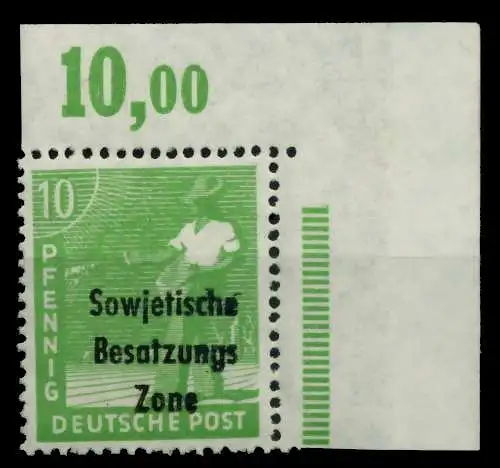 10,00
10
PFENNIG
Sowjetische
Besatzungs
Zone
DEUTSCHE POST